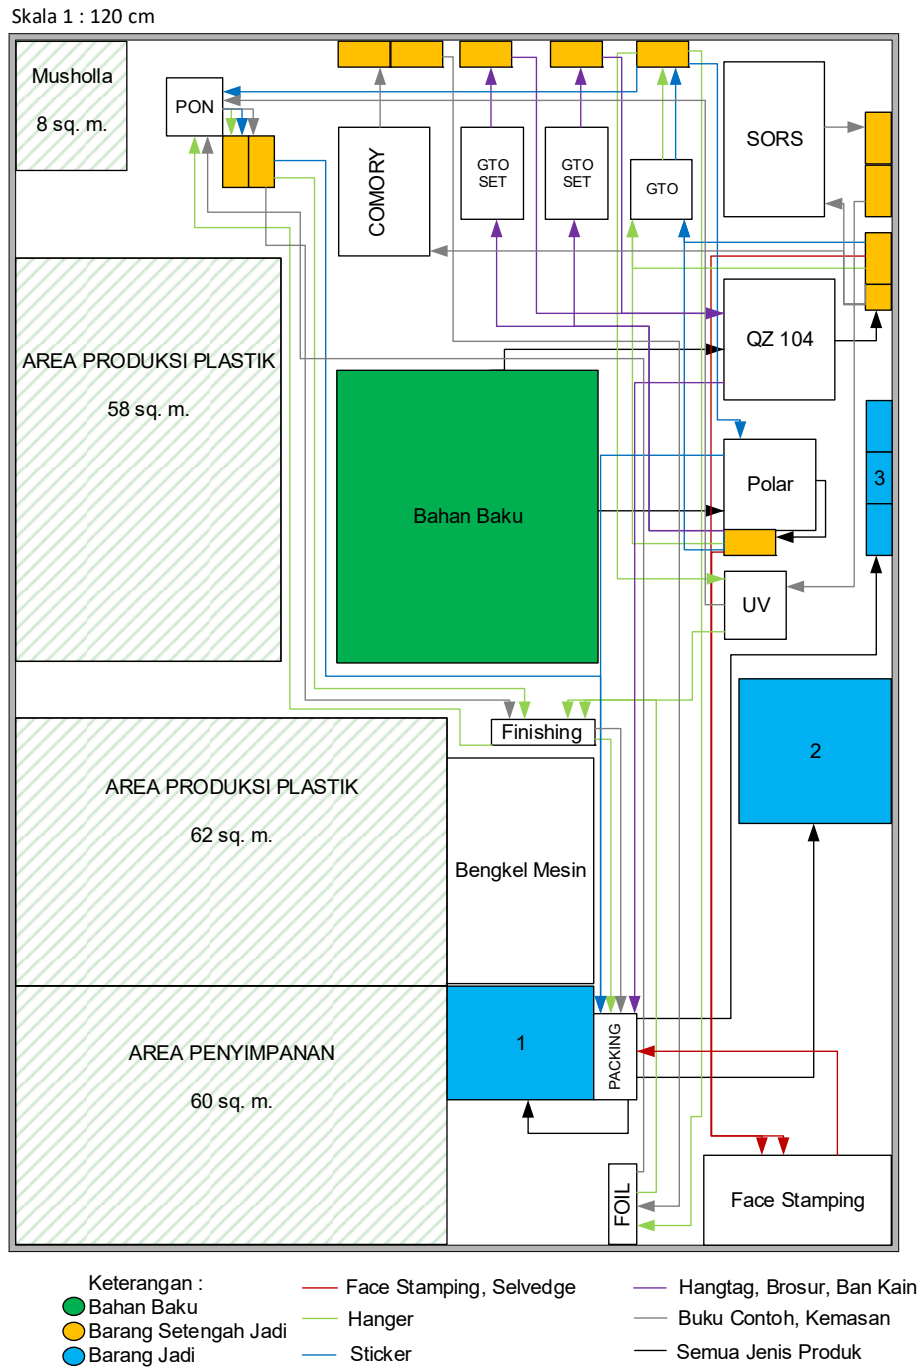 Skala 1 : 120 cm
Musholla
8 sq. m.
PON
COMORY
GTO
SET
GTO
SET
GTO
SORS
AREA PRODUKSI PLASTIK
58 sq. m.
QZ 104
Bahan Baku
Polar
3
UV
Finishing
2
AREA PRODUKSI PLASTIK
62 sq. m.
Bengkel Mesin
AREA PENYIMPANAN
60 sq. m.
1
PACKING
FOIL
Face Stamping
Keterangan :
Bahan Baku
Barang Setengah Jadi
Barang Jadi
Face Stamping, Selvedge
Hanger
Sticker
Hangtag, Brosur, Ban Kain
Buku Contoh, Kemasan
Semua Jenis Produk